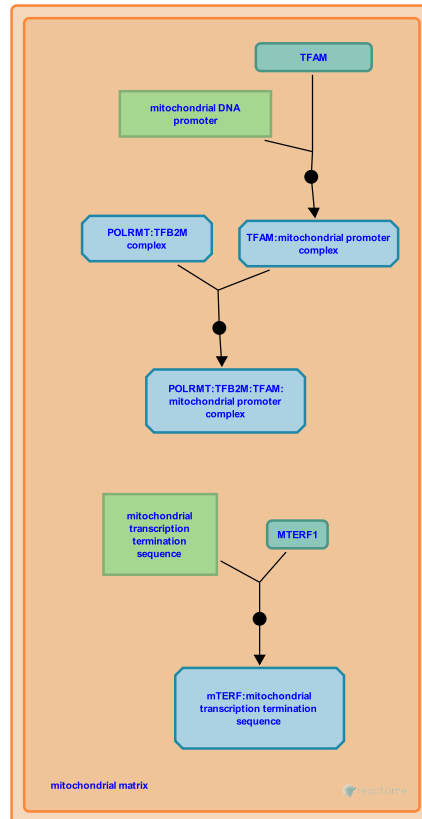 TFAM
mitochondrial DNA
promoter
POLRMT:TFB2M
complex
TFAM:mitochondrial promoter
complex
POLRMT:TFB2M:TFAM:
mitochondrial promoter
complex
mitochondrial
transcription
termination
sequence
MTERF1
mTERF:mitochondrial
transcription termination
sequence
mitochondrial matrix
reactome